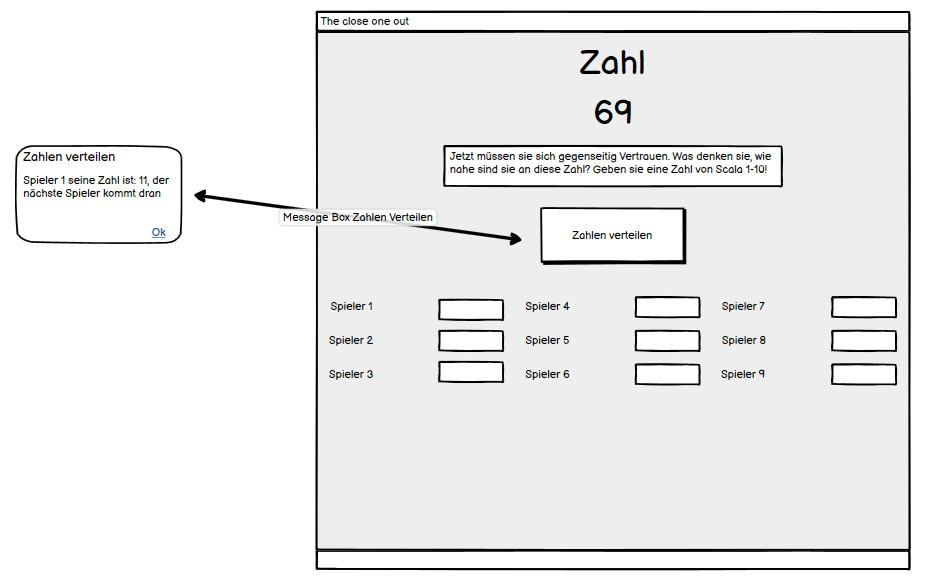 The close one out
Zahl
69
Jetzt müssen sie sich gegenseitig Vertrauen. Was denken sie, wie
nahe sind sie an diese Zahl? Geben sie eine Zahl von Scala 1-10!
Zahlen verteilen
Spieler 1 seine Zahl ist: 11, der
nächste Spieler kommt dran
Ok
Message Box Zahlen Verteilen
Zahlen verteilen
Spieler 1
Spieler 4
Spieler 7
Spieler 2
Spieler 5
Spieler 8
Spieler 3
Spieler 6
Spieler 9